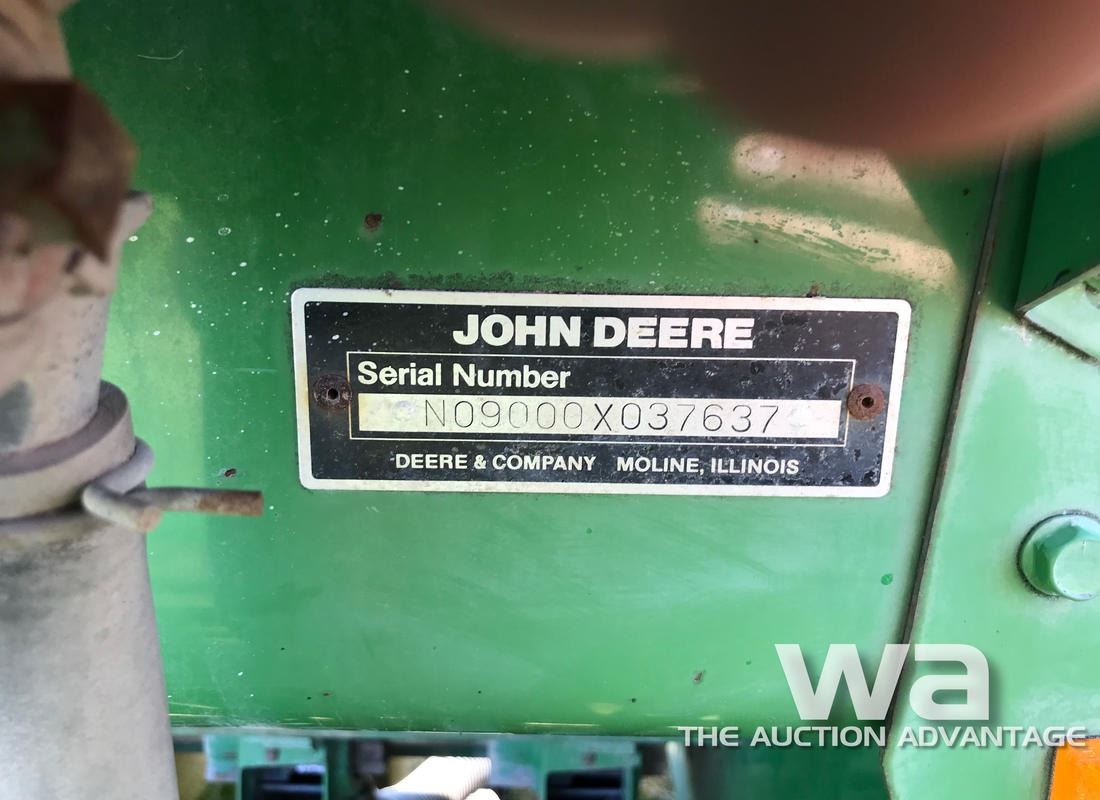 JOHN DEERE
Serial Number
N09000X037637
DEERE & COMPANY MOLINE, ILLINOIS
wa
THE AUCTION ADVANTAGE